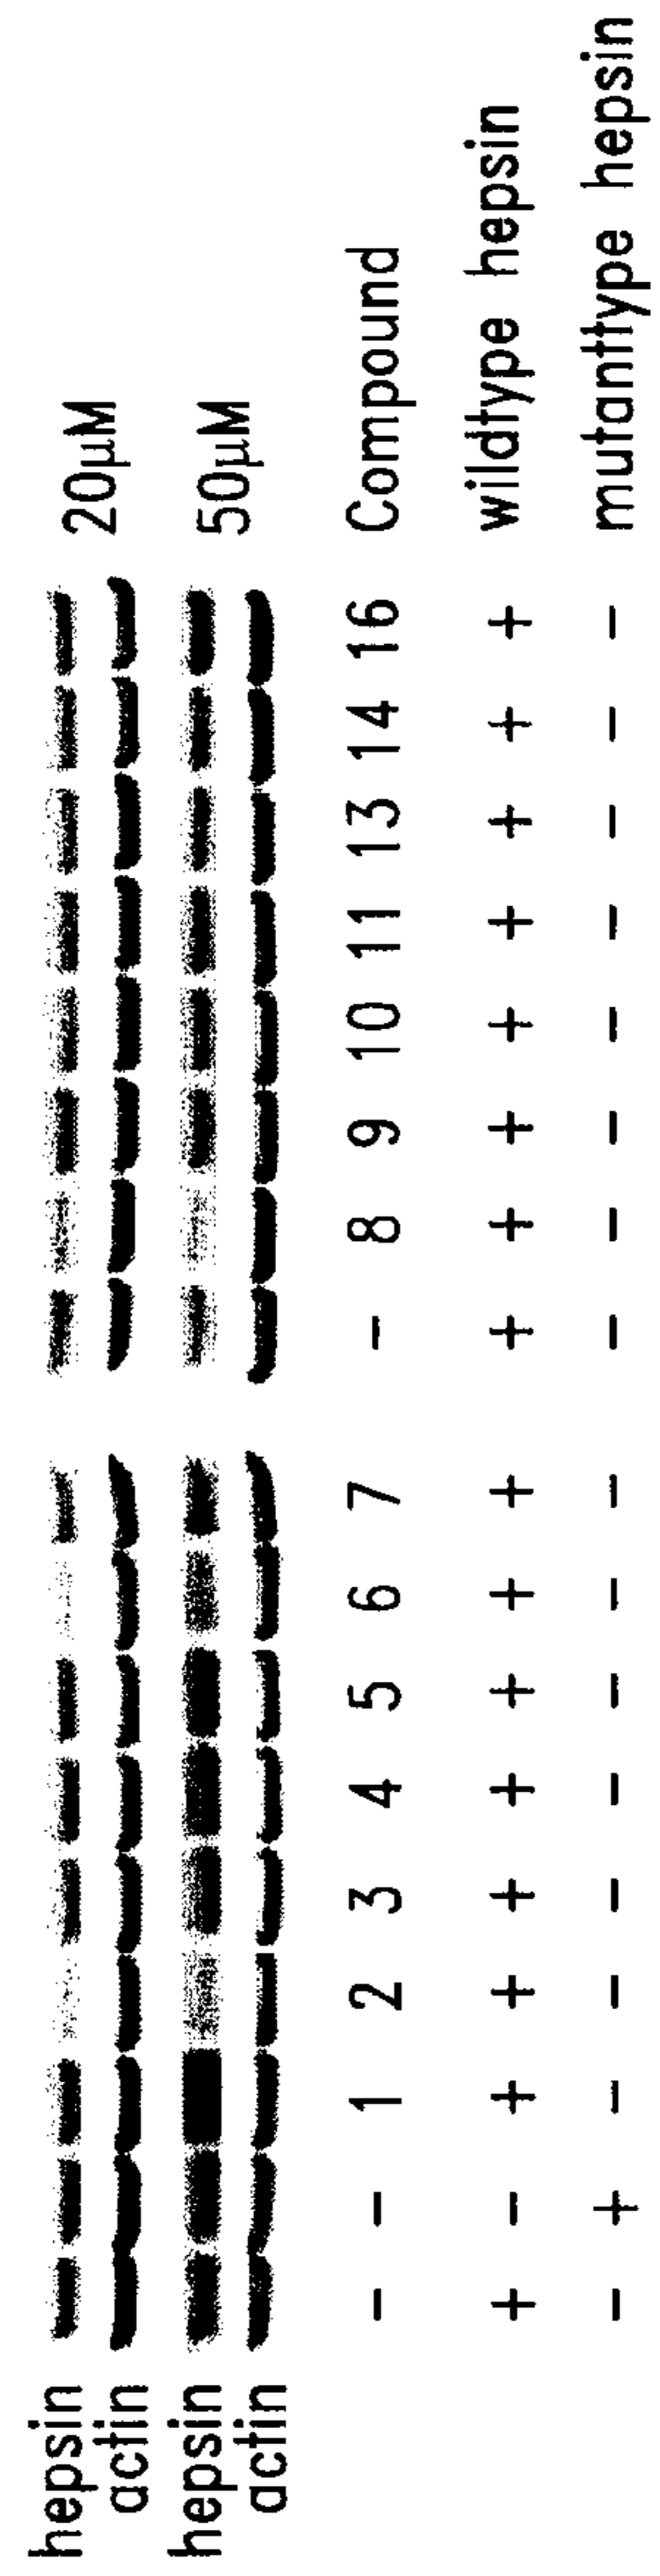 hepsin 20µM
actin
hepsin 50µM
actin
- - 1 2 3 4 5 6 7 - 8 9 10 11 13 14 16 Compound
+ - + + + + + + + + + + + + + + + wildtype hepsin
- + - - - - - - - - - - - - - - - mutanttype hepsin